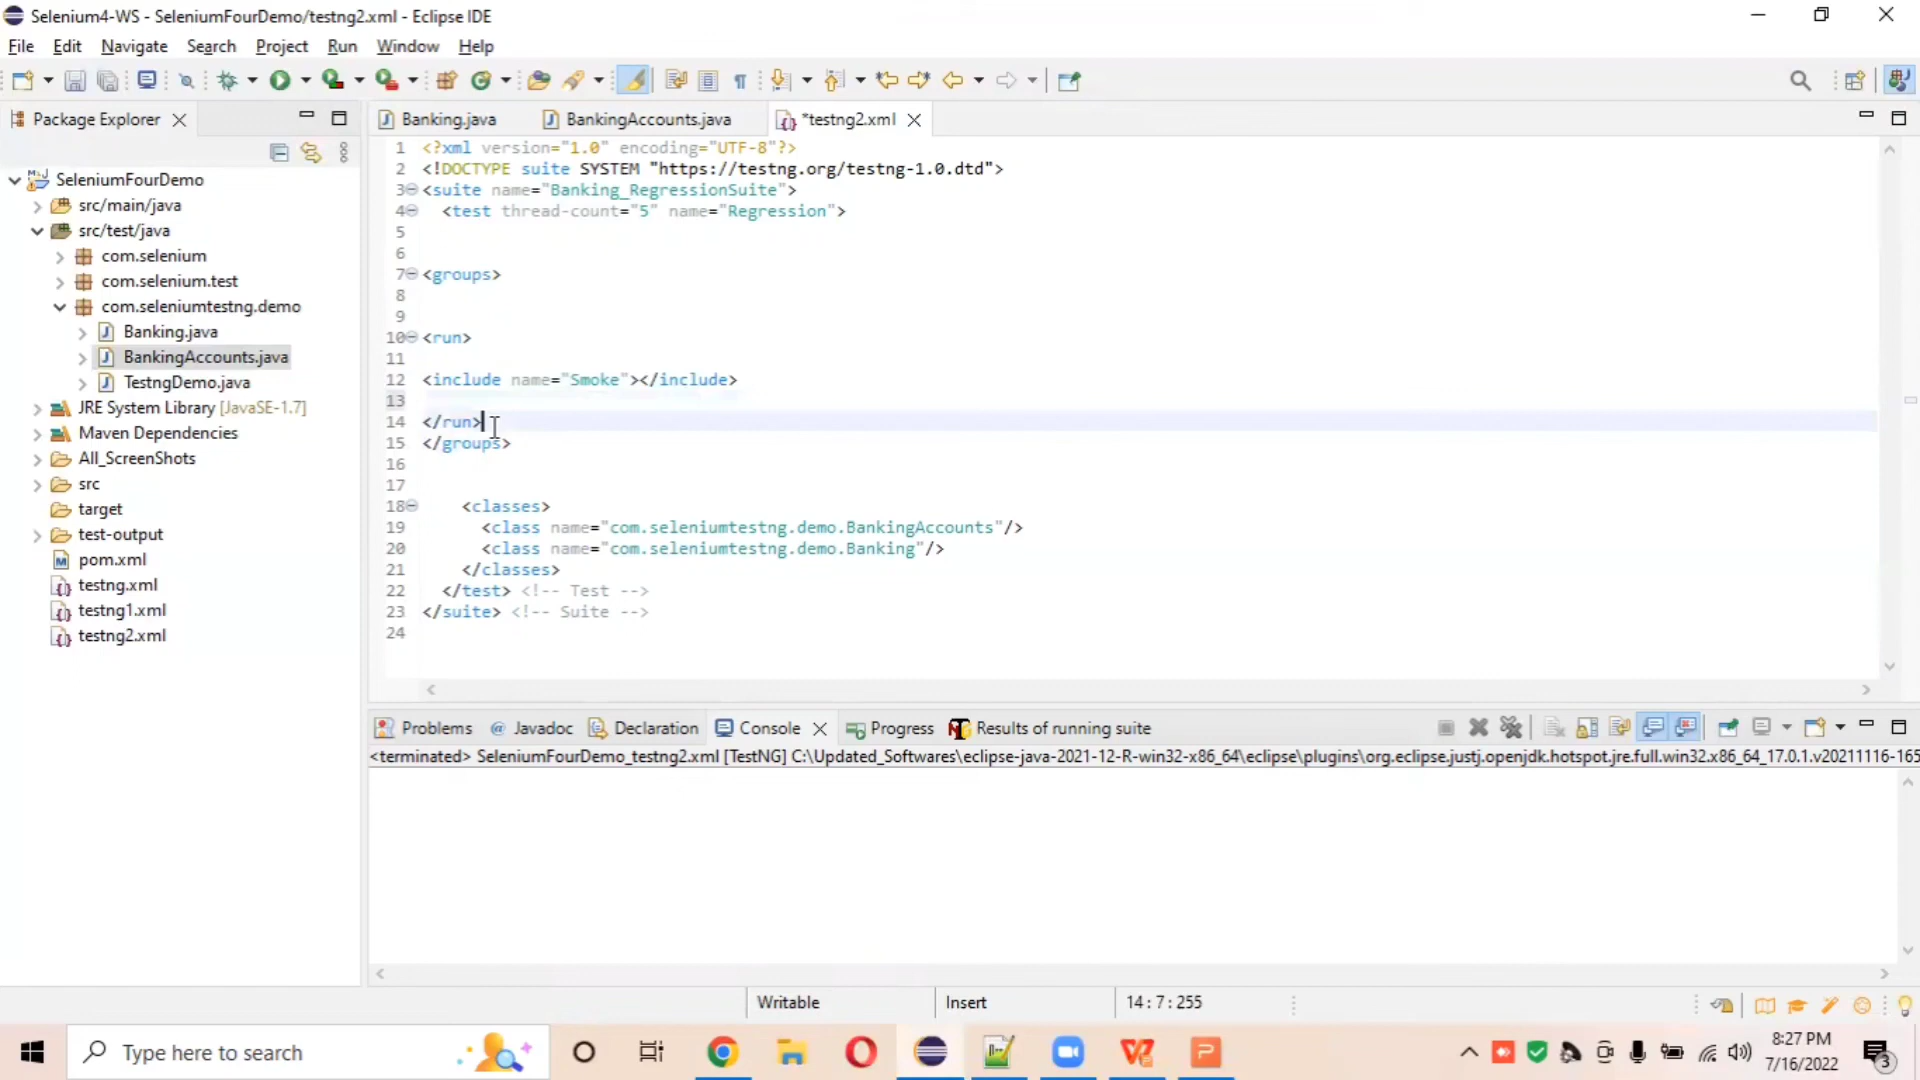 Selenium4-WS - SeleniumFourDemo/testng2.xml - Eclipse IDE
File Edit Navigate Search Project Run Window Help
Package Explorer
Banking.java
BankingAccounts.java
*testng2.xml
SeleniumFourDemo
src/main/java
src/test/java
com.selenium
com.selenium.test
com.seleniumtestng.demo
Banking.java
BankingAccounts.java
TestngDemo.java
JRE System Library [JavaSE-1.7]
Maven Dependencies
All_ScreenShots
src
target
test-output
pom.xml
testng.xml
testng1.xml
testng2.xml
1 <?xml version="1.0" encoding="UTF-8"?>
2 <!DOCTYPE suite SYSTEM "https://testng.org/testng-1.0.dtd">
3 <suite name="Banking_RegressionSuite">
4 <test thread-count="5" name="Regression">
5
6
7 <groups>
8
9
10 <run>
11
12 <include name="Smoke"></include>
13
14 </run>
15 </groups>
16
17
18 <classes>
19 <class name="com.seleniumtestng.demo.BankingAccounts"/>
20 <class name="com.seleniumtestng.demo.Banking"/>
21 </classes>
22 </test> <!-- Test -->
23 </suite> <!-- Suite -->
24
Problems @ Javadoc Declaration Console Progress Results of running suite
<terminated> SeleniumFourDemo_testng2.xml [TestNG] C:\Updated_Softwares\eclipse-java-2021-12-R-win32-x86_64\eclipse\plugins\org.eclipse.justj.openjdk.hotspot.jre.full.win32.x86_64_17.0.1.v20211116-165
Writable Insert 14 : 7 : 255
Type here to search
8:27 PM
7/16/2022
3